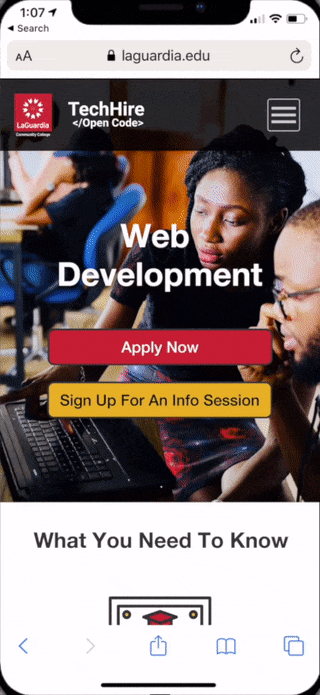 1:07
Search
AA
laguardia.edu
LaGuardia
Community College
TechHire
</Open Code>
Web
Development
Apply Now
Sign Up For An Info Session
What You Need To Know